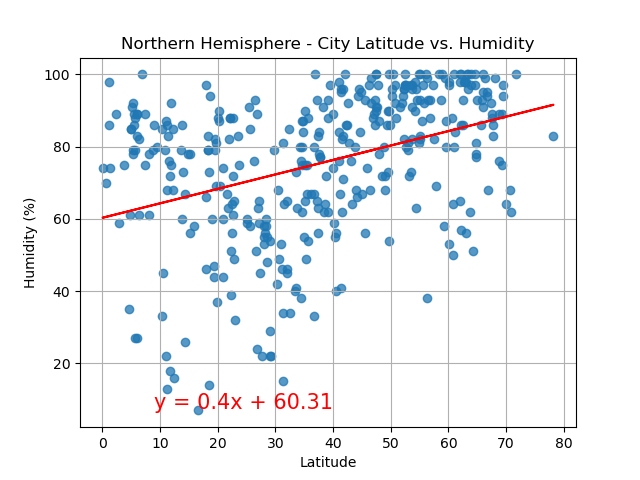 Northern Hemisphere - City Latitude vs. Humidity
100
80
60
40
20
Humidity (%)
y = 0.4x + 60.31
0 10 20 30 40 50 60 70 80
Latitude